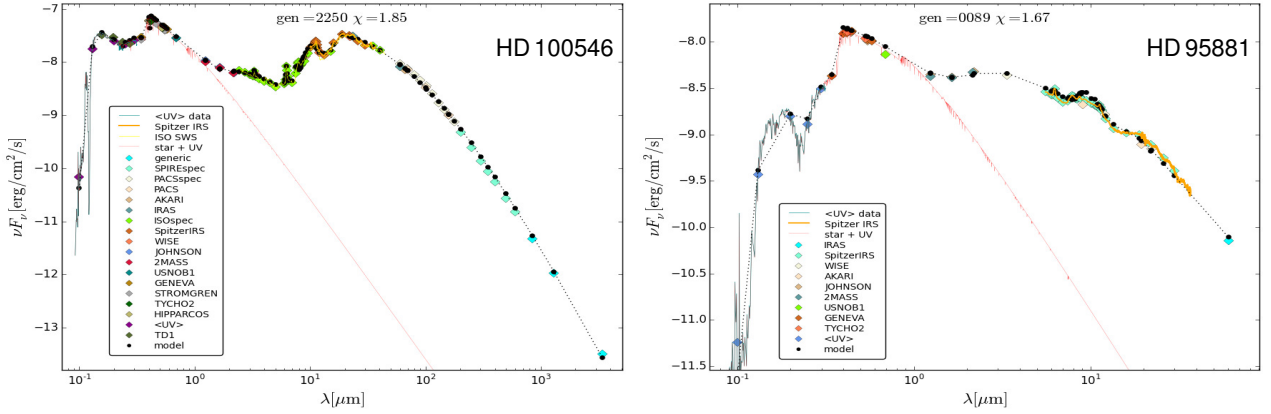 gen =2250 χ =1.85
HD 100546
−7
−8
−9
−10
−11
−12
−13
νFν [erg/cm²/s]
<UV> data
Spitzer IRS
ISO SWS
star + UV
generic
SPIREspec
PACSspec
PACS
AKARI
IRAS
ISOspec
SpitzerIRS
WISE
JOHNSON
2MASS
USNOB1
GENEVA
STROMGREN
TYCHO2
HIPPARCOS
<UV>
TD1
model
10⁻¹ 10⁰ 10¹ 10² 10³
λ[μm]
gen =0089 χ =1.67
HD 95881
−8.0
−8.5
−9.0
−9.5
−10.0
−10.5
−11.0
−11.5
νFν [erg/cm²/s]
<UV> data
Spitzer IRS
star + UV
IRAS
SpitzerIRS
WISE
AKARI
JOHNSON
2MASS
USNOB1
GENEVA
TYCHO2
<UV>
model
10⁻¹ 10⁰ 10¹
λ[μm]